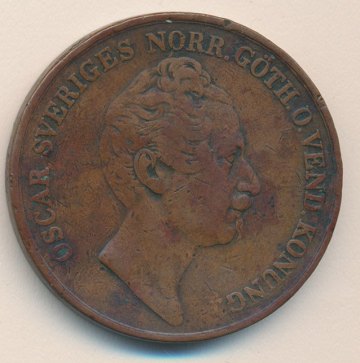 OSCAR SVERIGES NORR. GÖTH. O. VEND. KONUNG.